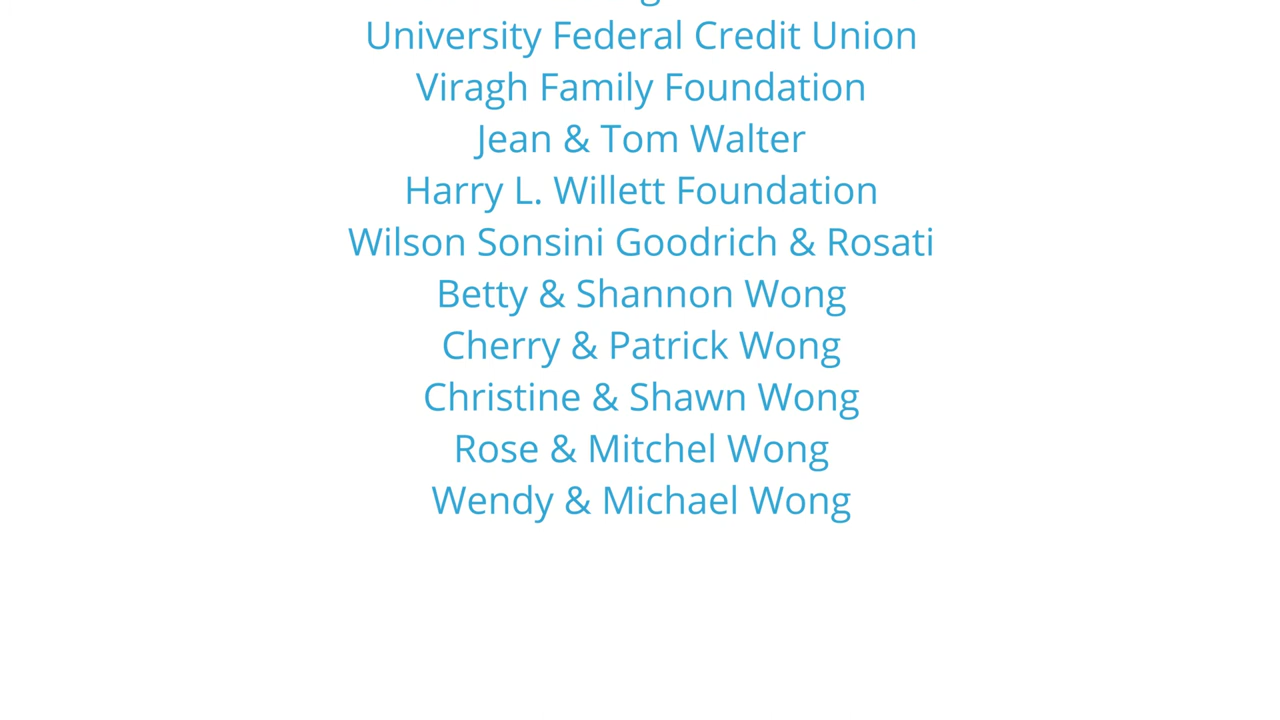 University Federal Credit Union
Viragh Family Foundation
Jean & Tom Walter
Harry L. Willett Foundation
Wilson Sonsini Goodrich & Rosati
Betty & Shannon Wong
Cherry & Patrick Wong
Christine & Shawn Wong
Rose & Mitchel Wong
Wendy & Michael Wong